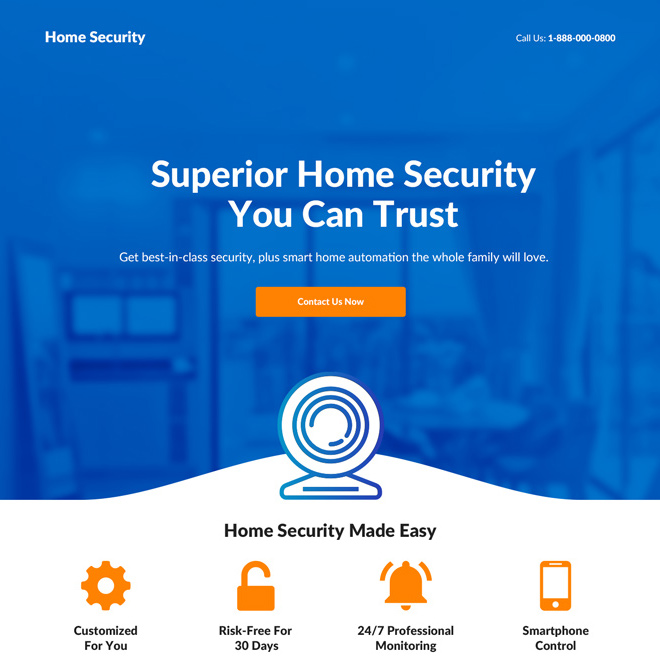 Home Security
Call Us: 1-888-000-0800
Superior Home Security
You Can Trust
Get best-in-class security, plus smart home automation the whole family will love.
Contact Us Now
Home Security Made Easy
Customized
For You
Risk-Free For
30 Days
24/7 Professional
Monitoring
Smartphone
Control